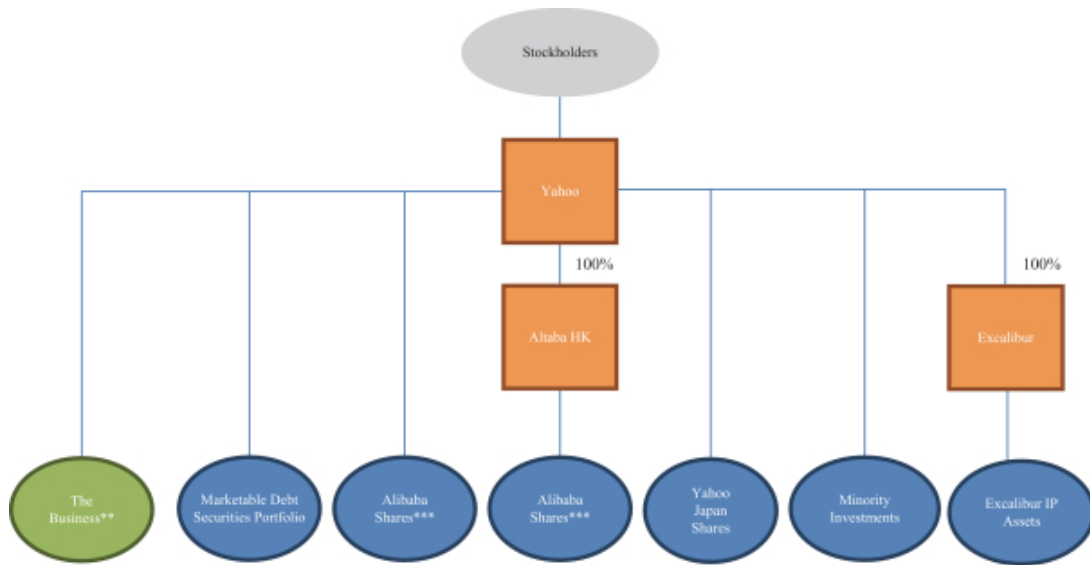 Stockholders
Yahoo
100%
100%
Altaba HK
Excalibur
The
Business**
Marketable Debt
Securities Portfolio
Alibaba
Shares***
Alibaba
Shares***
Yahoo
Japan
Shares
Minority
Investments
Excalibur IP
Assets